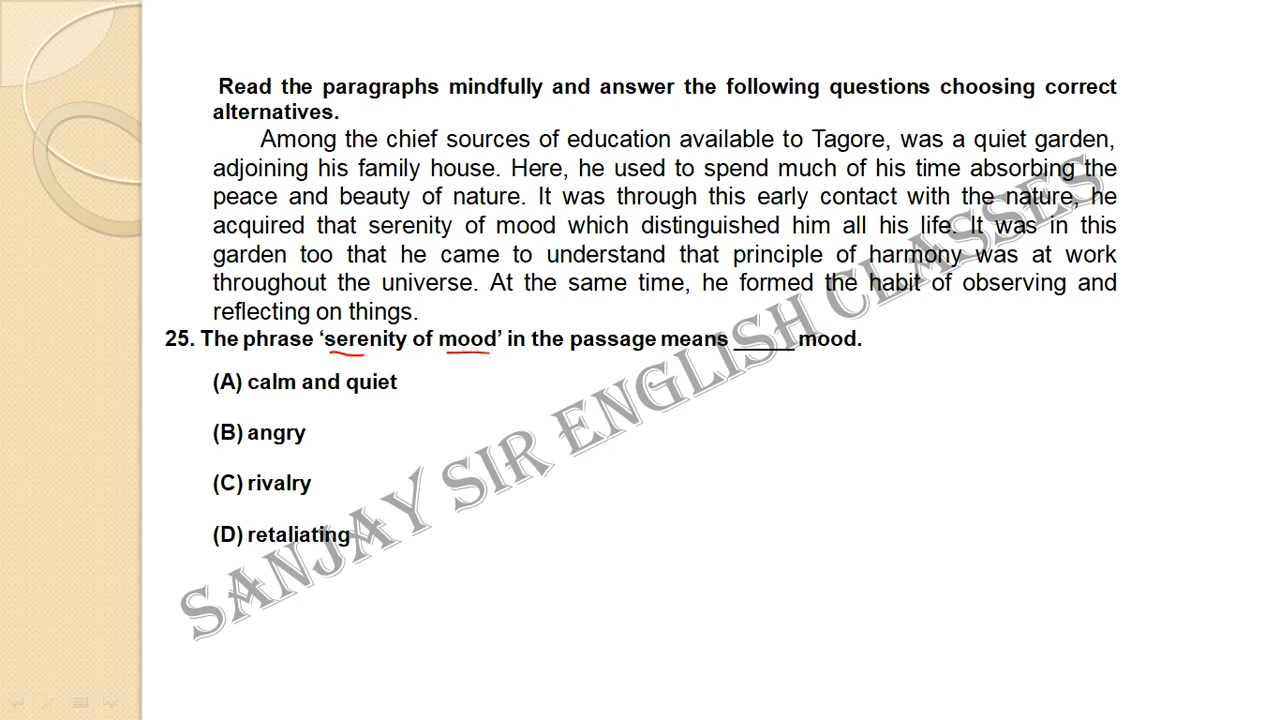 Read the paragraphs mindfully and answer the following questions choosing correct
alternatives.
Among the chief sources of education available to Tagore, was a quiet garden,
adjoining his family house. Here, he used to spend much of his time absorbing the
peace and beauty of nature. It was through this early contact with the nature, he
acquired that serenity of mood which distinguished him all his life. It was in this
garden too that he came to understand that principle of harmony was at work
throughout the universe. At the same time, he formed the habit of observing and
reflecting on things.
25. The phrase ‘serenity of mood’ in the passage means _____ mood.
(A) calm and quiet
(B) angry
(C) rivalry
(D) retaliating
SANJAY SIR ENGLISH CLASSES